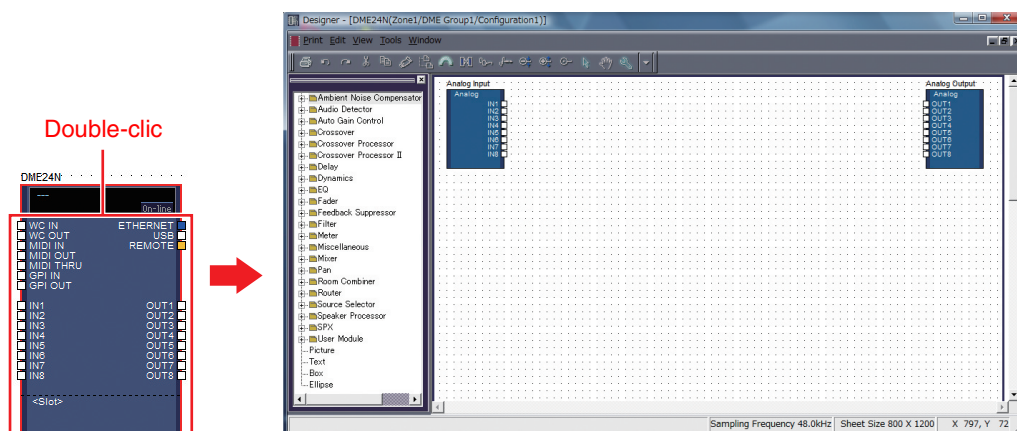 Double-clic
DME24N
---
On-line
WC IN ETHERNET
WC OUT USB
MIDI IN REMOTE
MIDI OUT
MIDI THRU
GPI IN
GPI OUT
IN1 OUT1
IN2 OUT2
IN3 OUT3
IN4 OUT4
IN5 OUT5
IN6 OUT6
IN7 OUT7
IN8 OUT8
<Slot>
Designer - [DME24N(Zone1/DME Group1/Configuration1)]
Print Edit View Tools Window
Ambient Noise Compensator
Audio Detector
Auto Gain Control
Crossover
Crossover Processor
Crossover Processor II
Delay
Dynamics
EQ
Fader
Feedback Suppressor
Filter
Meter
Miscellaneous
Mixer
Pan
Room Combiner
Router
Source Selector
Speaker Processor
SPX
User Module
Picture
Text
Box
Ellipse
Analog Input
Analog
IN1
IN2
IN3
IN4
IN5
IN6
IN7
IN8
Analog Output
Analog
OUT1
OUT2
OUT3
OUT4
OUT5
OUT6
OUT7
OUT8
Sampling Frequency 48.0kHz Sheet Size 800 X 1200 X 797, Y 72